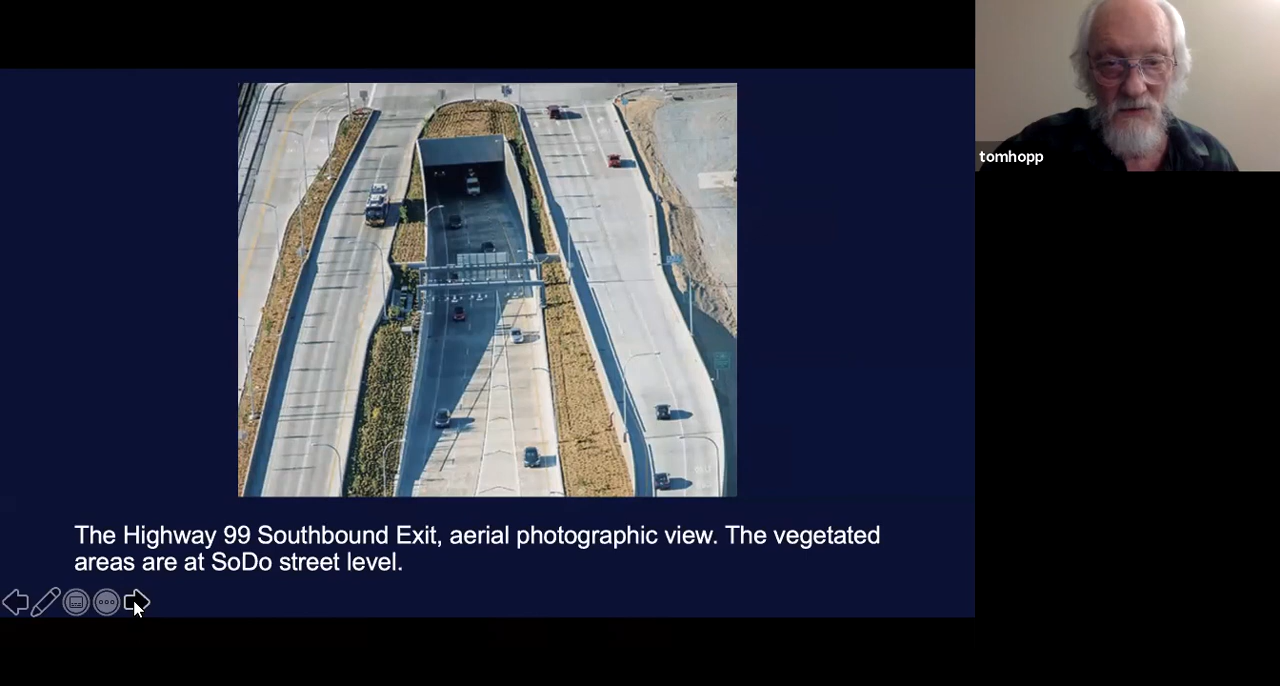 tomhopp
The Highway 99 Southbound Exit, aerial photographic view. The vegetated
areas are at SoDo street level.